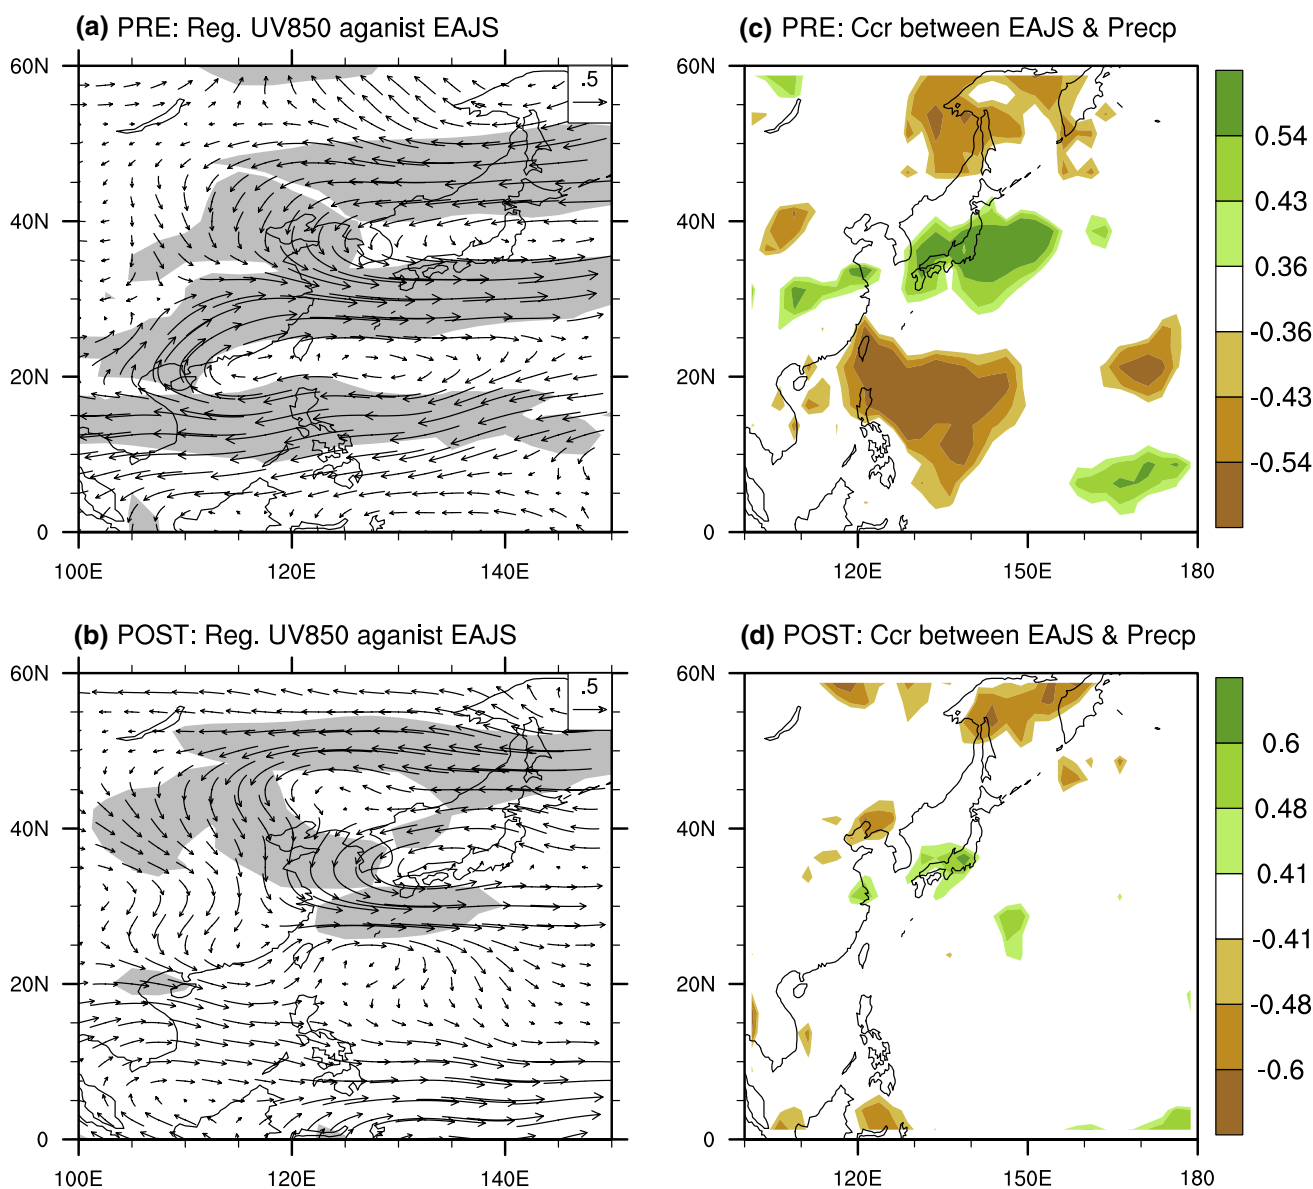 (a) PRE: Reg. UV850 aganist EAJS
60N
40N
20N
0
100E
120E
140E
.5
(c) PRE: Ccr between EAJS & Precp
60N
40N
20N
0
120E
150E
180
0.54
0.43
0.36
-0.36
-0.43
-0.54
(b) POST: Reg. UV850 aganist EAJS
60N
40N
20N
0
100E
120E
140E
.5
(d) POST: Ccr between EAJS & Precp
60N
40N
20N
0
120E
150E
180
0.6
0.48
0.41
-0.41
-0.48
-0.6